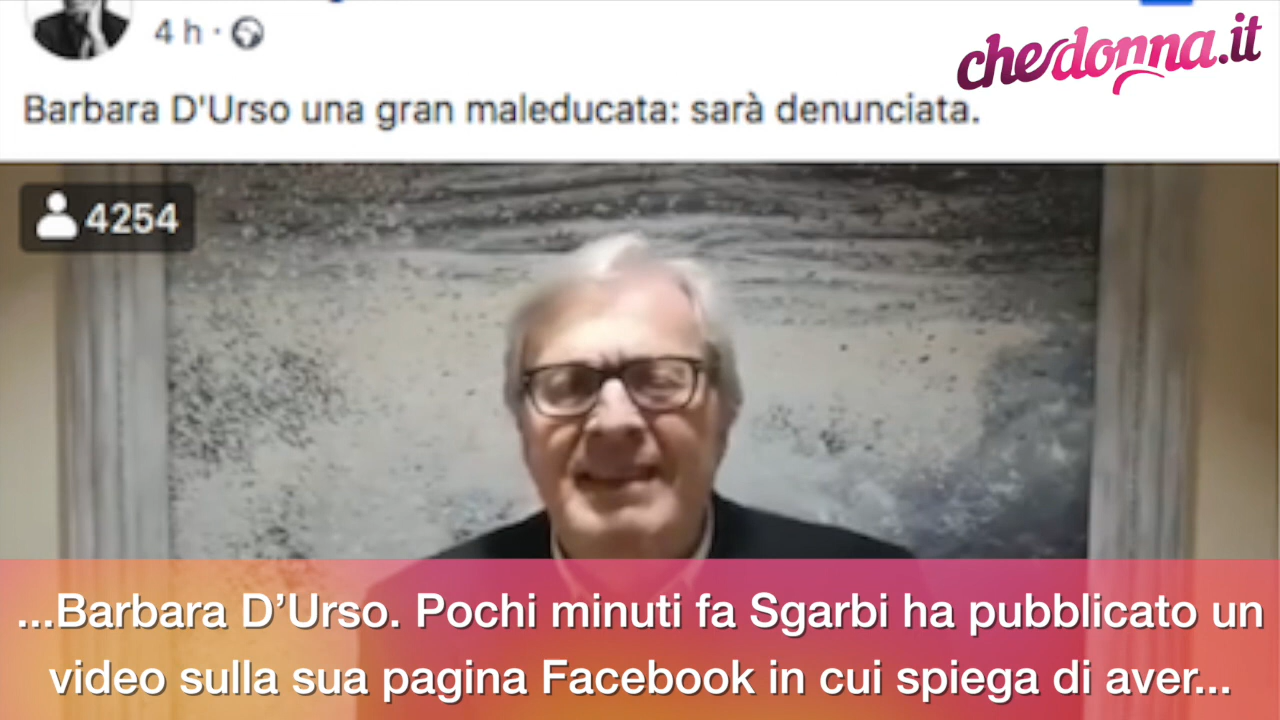 4 h ·
chedonna.it
Barbara D'Urso una gran maleducata: sarà denunciata.
4254
...Barbara D’Urso. Pochi minuti fa Sgarbi ha pubblicato un
video sulla sua pagina Facebook in cui spiega di aver...